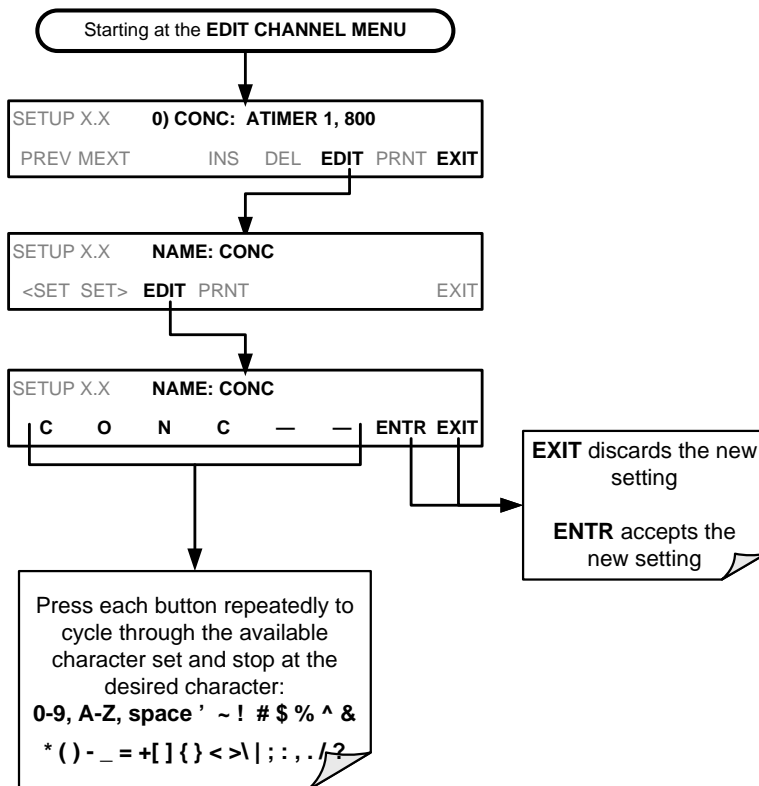 Starting at the EDIT CHANNEL MENU
SETUP X.X 0) CONC: ATIMER 1, 800
PREV MEXT INS DEL EDIT PRNT EXIT
SETUP X.X NAME: CONC
<SET SET> EDIT PRNT EXIT
SETUP X.X NAME: CONC
C O N C — — ENTR EXIT
EXIT discards the new
setting
ENTR accepts the
new setting
Press each button repeatedly to
cycle through the available
character set and stop at the
desired character:
0-9, A-Z, space ’ ~ ! # $ % ^ &
* ( ) - _ = +[ ] { } < >\ | ; : , . / ?